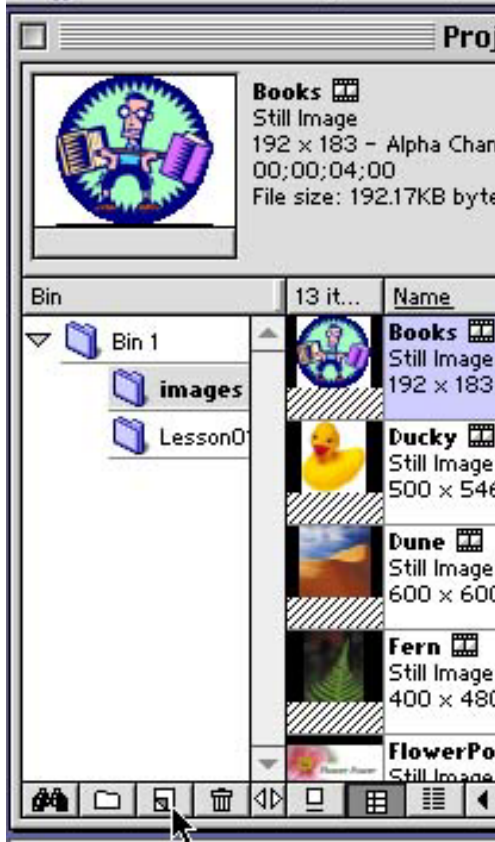 Proj
Books
Still Image
192 × 183 - Alpha Chan
00;00;04;00
File size: 192.17KB byte
Bin
13 it...
Name
Bin 1
images
Lesson01
Books
Still Image
192 × 183
Ducky
Still Image
500 × 546
Dune
Still Image
600 × 600
Fern
Still Image
400 × 480
FlowerPo
Still Image